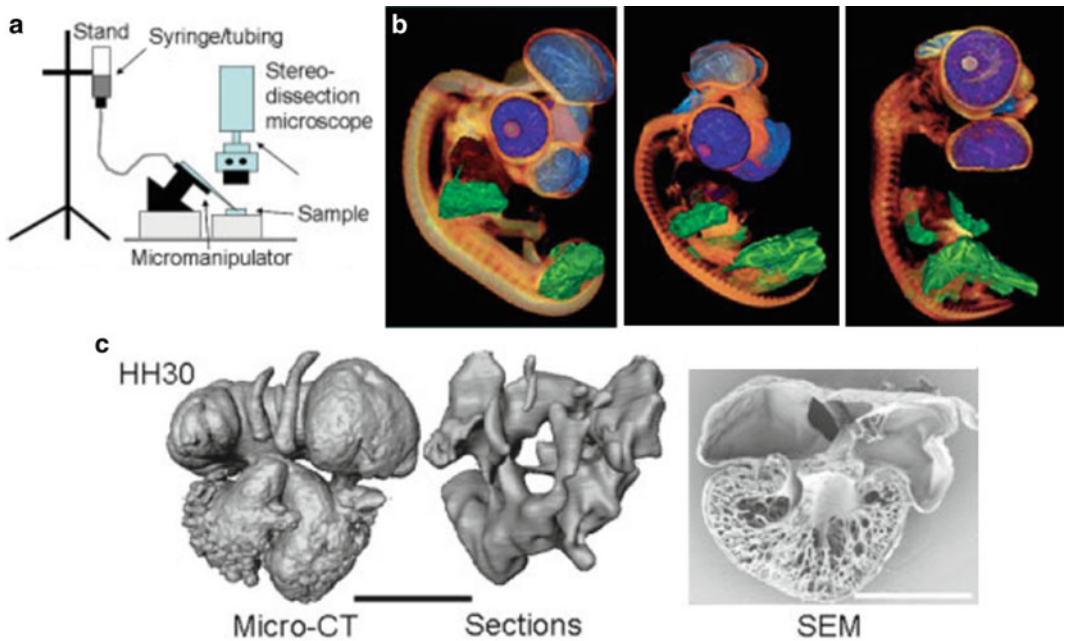 a
Stand
Syringe/tubing
Stereo-
dissection
microscope
Sample
Micromanipulator
b
c
HH30
Micro-CT
Sections
SEM